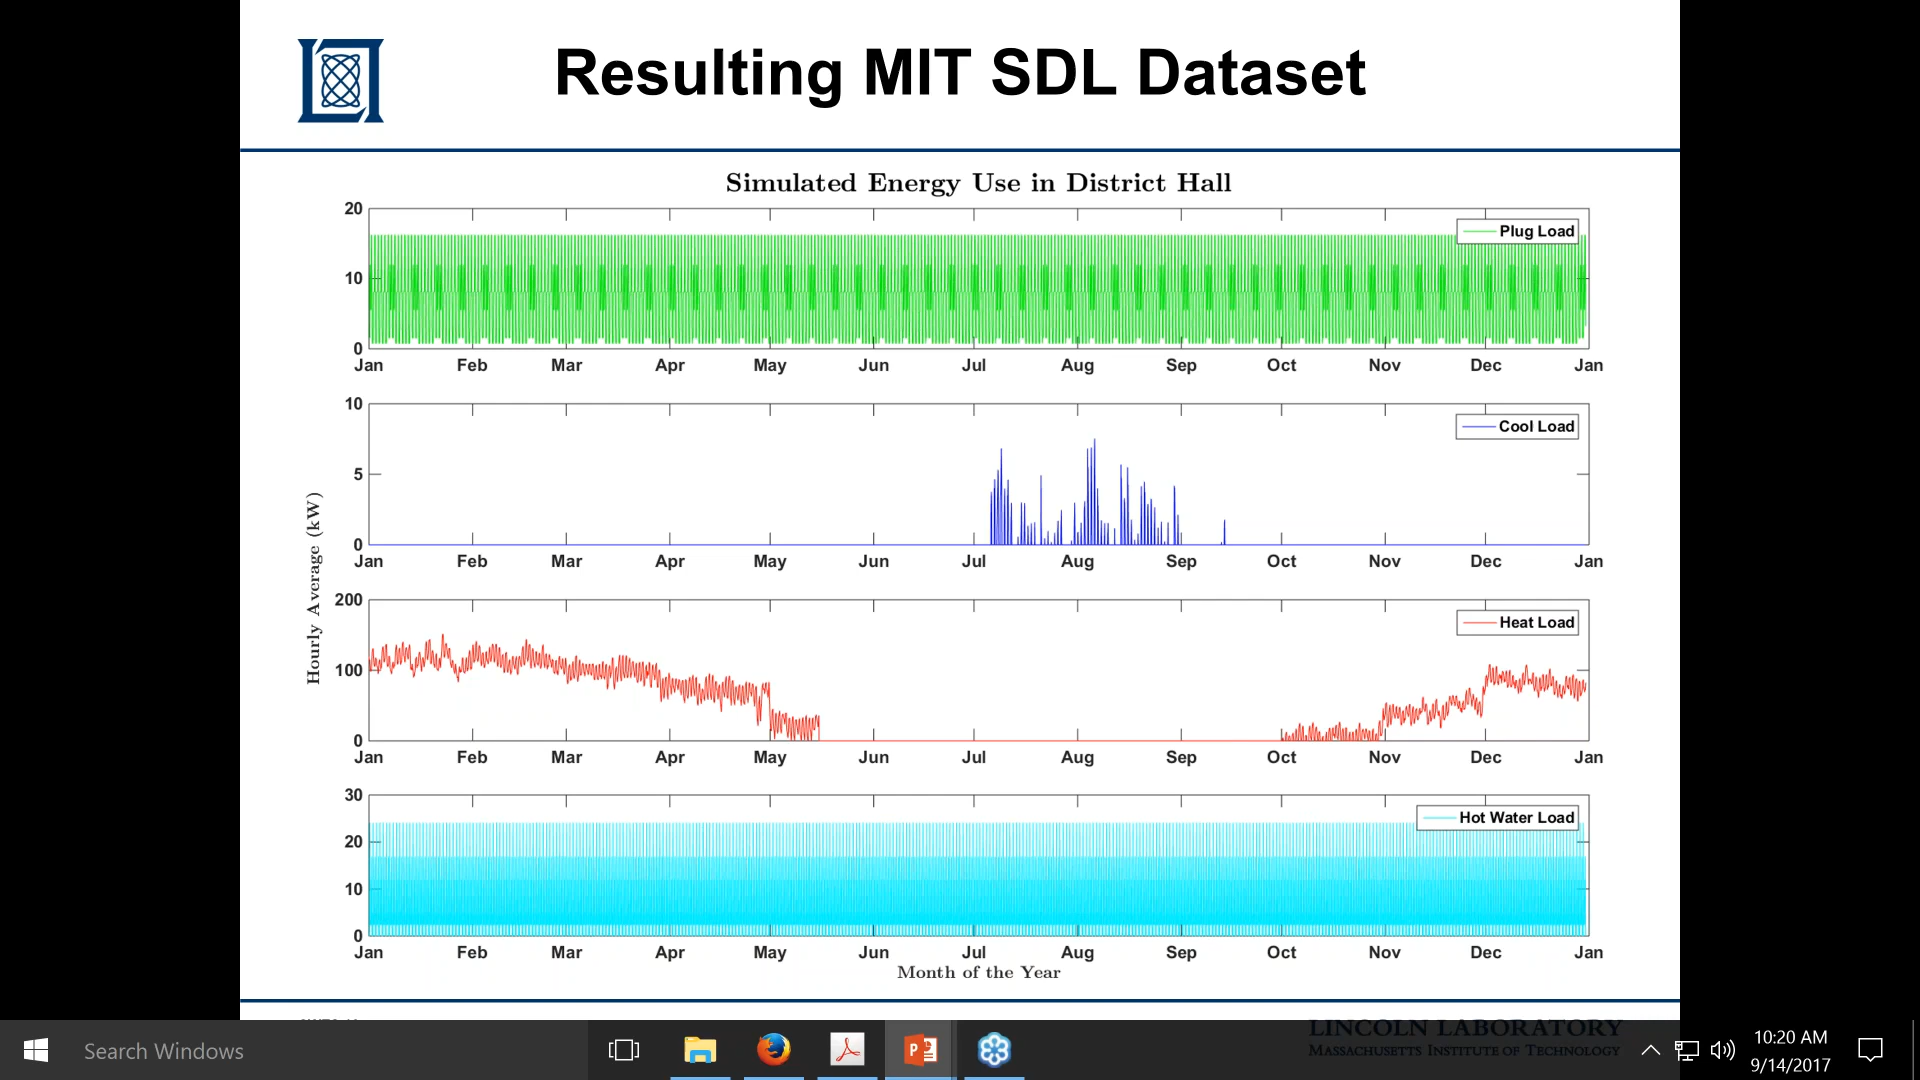 Resulting MIT SDL Dataset
Simulated Energy Use in District Hall
20
10
0
Plug Load
Jan Feb Mar Apr May Jun Jul Aug Sep Oct Nov Dec Jan
10
5
0
Cool Load
Jan Feb Mar Apr May Jun Jul Aug Sep Oct Nov Dec Jan
Hourly Average (kW)
200
100
0
Heat Load
Jan Feb Mar Apr May Jun Jul Aug Sep Oct Nov Dec Jan
30
20
10
0
Hot Water Load
Jan Feb Mar Apr May Jun Jul Aug Sep Oct Nov Dec Jan
Month of the Year
LINCOLN LABORATORY
MASSACHUSETTS INSTITUTE OF TECHNOLOGY
Search Windows
10:20 AM
9/14/2017